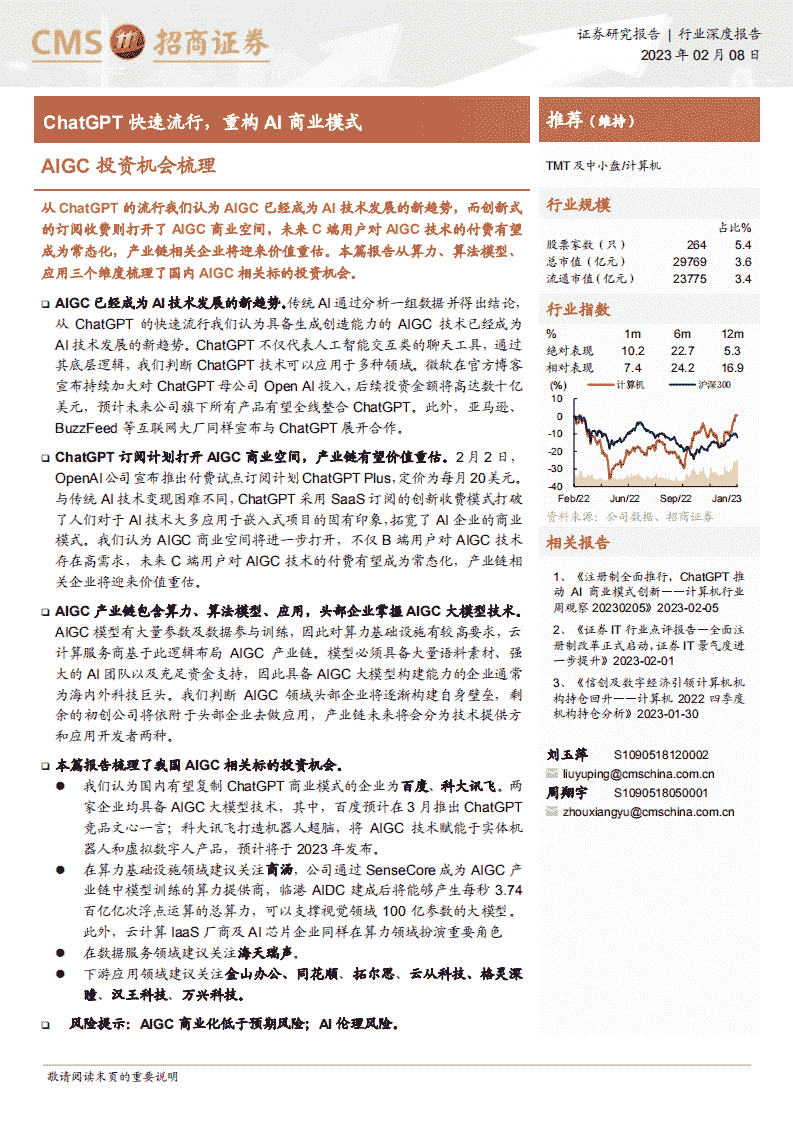 CMS 招商证券
证券研究报告 | 行业深度报告
2023 年 02 月 08 日
ChatGPT 快速流行，重构 AI 商业模式
AIGC 投资机会梳理
从 ChatGPT 的流行我们认为 AIGC 已经成为 AI 技术发展的新趋势，而创新式
的订阅收费则打开了 AIGC 商业空间，未来 C 端用户对 AIGC 技术的付费有望
成为常态化，产业链相关企业将迎来价值重估。本篇报告从算力、算法模型、
应用三个维度梳理了国内 AIGC 相关标的投资机会。
❑ AIGC 已经成为 AI 技术发展的新趋势。传统 AI 通过分析一组数据并得出结论，
从 ChatGPT 的快速流行我们认为具备生成创造能力的 AIGC 技术已经成为
AI 技术发展的新趋势。ChatGPT 不仅代表人工智能交互类的聊天工具，通过
其底层逻辑，我们判断 ChatGPT 技术可以应用于多种领域。微软在官方博客
宣布持续加大对 ChatGPT 母公司 Open AI 投入，后续投资金额将高达数十亿
美元，预计未来公司旗下所有产品有望全线整合 ChatGPT。此外，亚马逊、
BuzzFeed 等互联网大厂同样宣布与 ChatGPT 展开合作。
❑ ChatGPT 订阅计划打开 AIGC 商业空间，产业链有望价值重估。2 月 2 日，
OpenAI 公司宣布推出付费试点订阅计划 ChatGPT Plus，定价为每月 20 美元。
与传统 AI 技术变现困难不同，ChatGPT 采用 SaaS 订阅的创新收费模式打破
了人们对于 AI 技术大多应用于嵌入式项目的固有印象，拓宽了 AI 企业的商业
模式。我们认为 AIGC 商业空间将进一步打开，不仅 B 端用户对 AIGC 技术
存在高需求，未来 C 端用户对 AIGC 技术的付费有望成为常态化，产业链相
关企业将迎来价值重估。
❑ AIGC 产业链包含算力、算法模型、应用，头部企业掌握 AIGC 大模型技术。
AIGC 模型有大量参数及数据参与训练，因此对算力基础设施有较高要求，云
计算服务商基于此逻辑布局 AIGC 产业链。模型必须具备大量语料素材、强
大的 AI 团队以及充足资金支持，因此具备 AIGC 大模型构建能力的企业通常
为海内外科技巨头。我们判断 AIGC 领域头部企业将逐渐构建自身壁垒，剩
余的初创公司将依附于头部企业去做应用，产业链未来将会分为技术提供方
和应用开发者两种。
❑ 本篇报告梳理了我国 AIGC 相关标的投资机会。
● 我们认为国内有望复制 ChatGPT 商业模式的企业为百度、科大讯飞。两
家企业均具备 AIGC 大模型技术，其中，百度预计在 3 月推出 ChatGPT
竞品文心一言；科大讯飞打造机器人超脑，将 AIGC 技术赋能于实体机
器人和虚拟数字人产品，预计将于 2023 年发布。
● 在算力基础设施领域建议关注商汤，公司通过 SenseCore 成为 AIGC 产
业链中模型训练的算力提供商，临港 AIDC 建成后将能够产生每秒 3.74
百亿亿次浮点运算的总算力，可以支撑视觉领域 100 亿参数的大模型。
此外，云计算 IaaS 厂商及 AI 芯片企业同样在算力领域扮演重要角色
● 在数据服务领域建议关注海天瑞声。
● 下游应用领域建议关注金山办公、同花顺、拓尔思、云从科技、格灵深
瞳、汉王科技、万兴科技。
❑ 风险提示：AIGC 商业化低于预期风险；AI 伦理风险。
推荐（维持）
TMT 及中小盘/计算机
行业规模
占比%
股票家数（只） 264 5.4
总市值（亿元） 29769 3.6
流通市值（亿元） 23775 3.4
行业指数
% 1m 6m 12m
绝对表现 10.2 22.7 5.3
相对表现 7.4 24.2 16.9
(%) 计算机 沪深300
10
0
-10
-20
-30
-40
Feb/22 Jun/22 Sep/22 Jan/23
资料来源：公司数据、招商证券
相关报告
1、《注册制全面推行，ChatGPT 推
动 AI 商业模式创新——计算机行业
周观察 20230205》2023-02-05
2、《证券 IT 行业点评报告—全面注
册制改革正式启动，证券 IT 景气度进
一步提升》2023-02-01
3、《信创及数字经济引领计算机机
构持仓回升——计算机 2022 四季度
机构持仓分析》2023-01-30
刘玉萍 S1090518120002
liuyuping@cmschina.com.cn
周翔宇 S1090518050001
zhouxiangyu@cmschina.com.cn
敬请阅读末页的重要说明